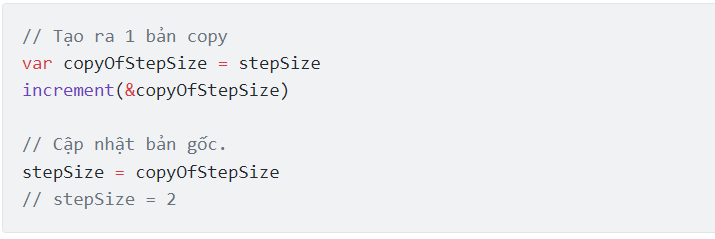 // Tạo ra 1 bản copy
var copyOfStepSize = stepSize
increment(&copyOfStepSize)
// Cập nhật bản gốc.
stepSize = copyOfStepSize
// stepSize = 2